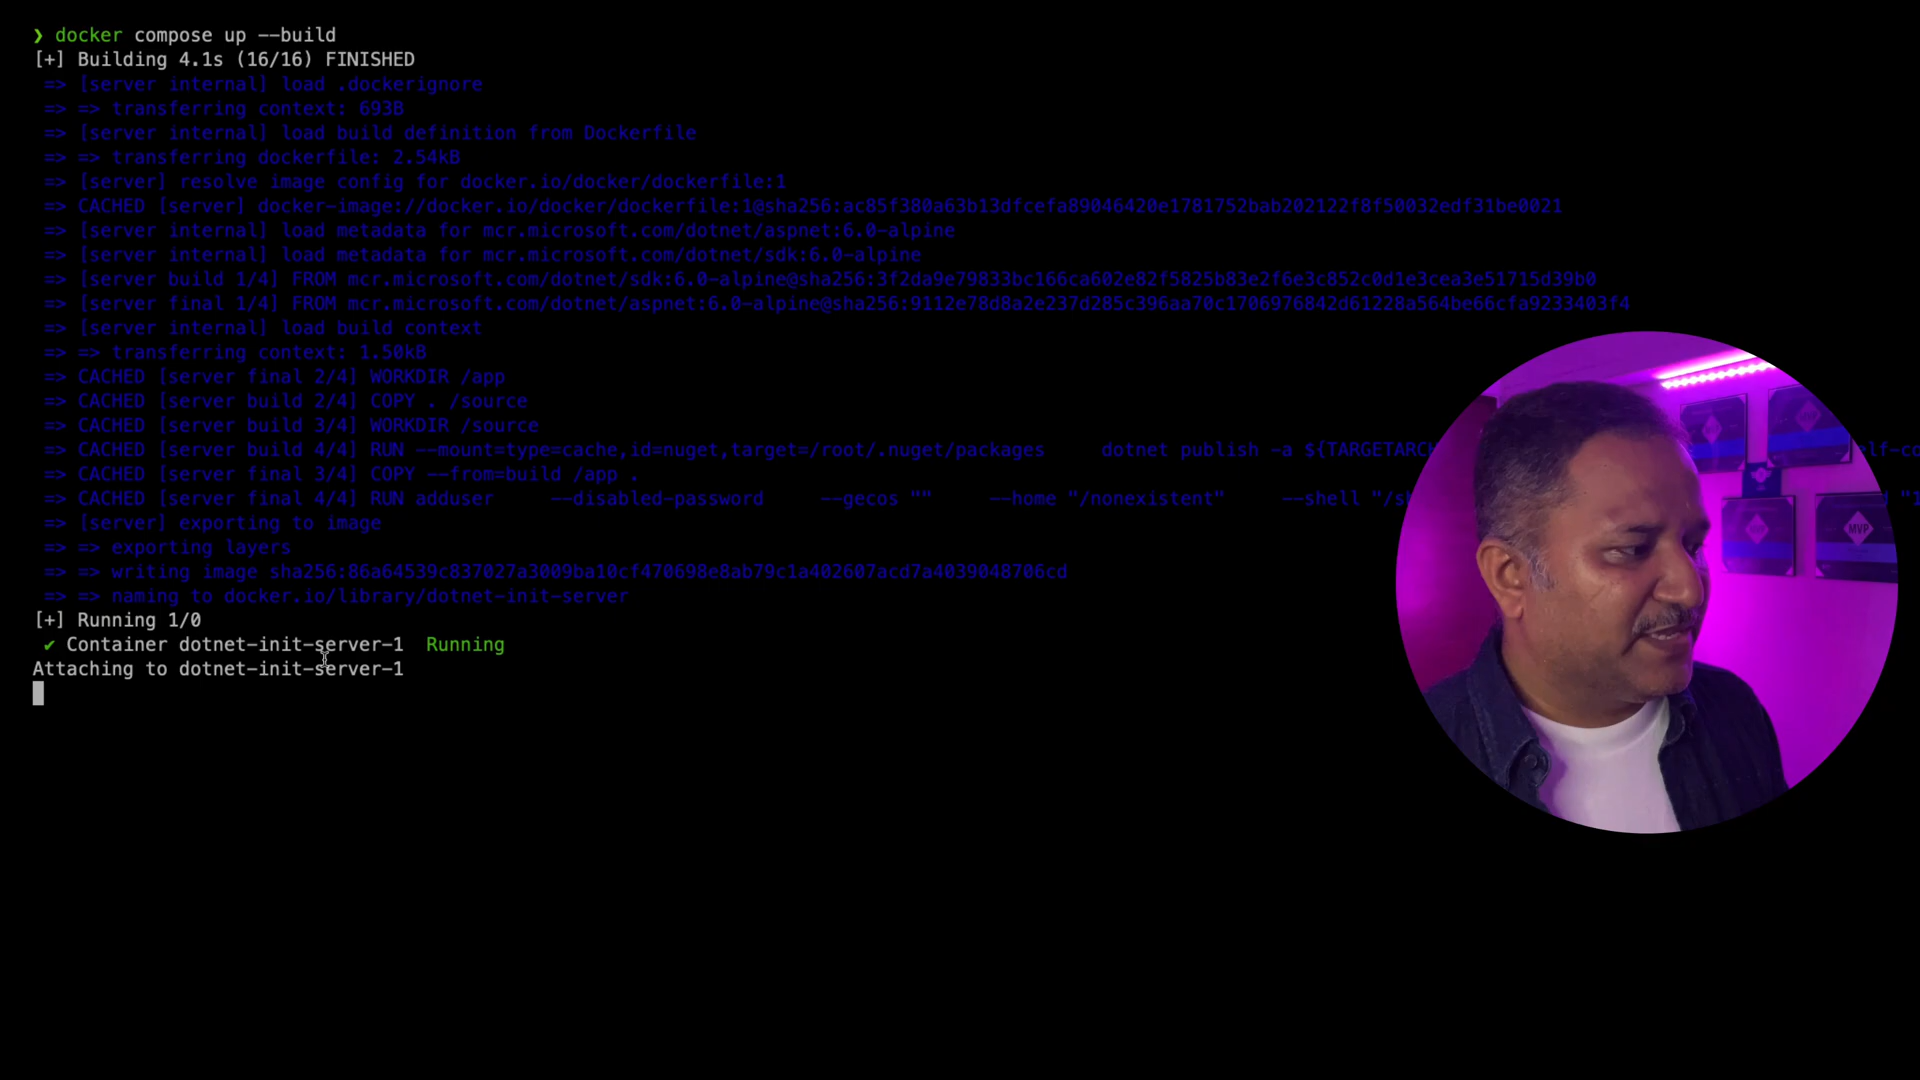 ❯ docker compose up --build
[+] Building 4.1s (16/16) FINISHED
=> [server internal] load .dockerignore
=> => transferring context: 693B
=> [server internal] load build definition from Dockerfile
=> => transferring dockerfile: 2.54kB
=> [server] resolve image config for docker.io/docker/dockerfile:1
=> CACHED [server] docker-image://docker.io/docker/dockerfile:1@sha256:ac85f380a63b13dfcefa89046420e1781752bab202122f8f50032edf31be0021
=> [server internal] load metadata for mcr.microsoft.com/dotnet/aspnet:6.0-alpine
=> [server internal] load metadata for mcr.microsoft.com/dotnet/sdk:6.0-alpine
=> [server build 1/4] FROM mcr.microsoft.com/dotnet/sdk:6.0-alpine@sha256:3f2da9e79833bc166ca602e82f5825b83e2f6e3c852c0d1e3cea3e51715d39b0
=> [server final 1/4] FROM mcr.microsoft.com/dotnet/aspnet:6.0-alpine@sha256:9112e78d8a2e237d285c396aa70c1706976842d61228a564be66cfa9233403f4
=> [server internal] load build context
=> => transferring context: 1.50kB
=> CACHED [server final 2/4] WORKDIR /app
=> CACHED [server build 2/4] COPY . /source
=> CACHED [server build 3/4] WORKDIR /source
=> CACHED [server build 4/4] RUN --mount=type=cache,id=nuget,target=/root/.nuget/packages dotnet publish -a ${TARGETARC
=> CACHED [server final 3/4] COPY --from=build /app .
=> CACHED [server final 4/4] RUN adduser --disabled-password --gecos "" --home "/nonexistent" --shell "/s
=> [server] exporting to image
=> => exporting layers
=> => writing image sha256:86a64539c837027a3009ba10cf470698e8ab79c1a402607acd7a4039048706cd
=> => naming to docker.io/library/dotnet-init-server
[+] Running 1/0
✔ Container dotnet-init-server-1 Running
Attaching to dotnet-init-server-1
MVP